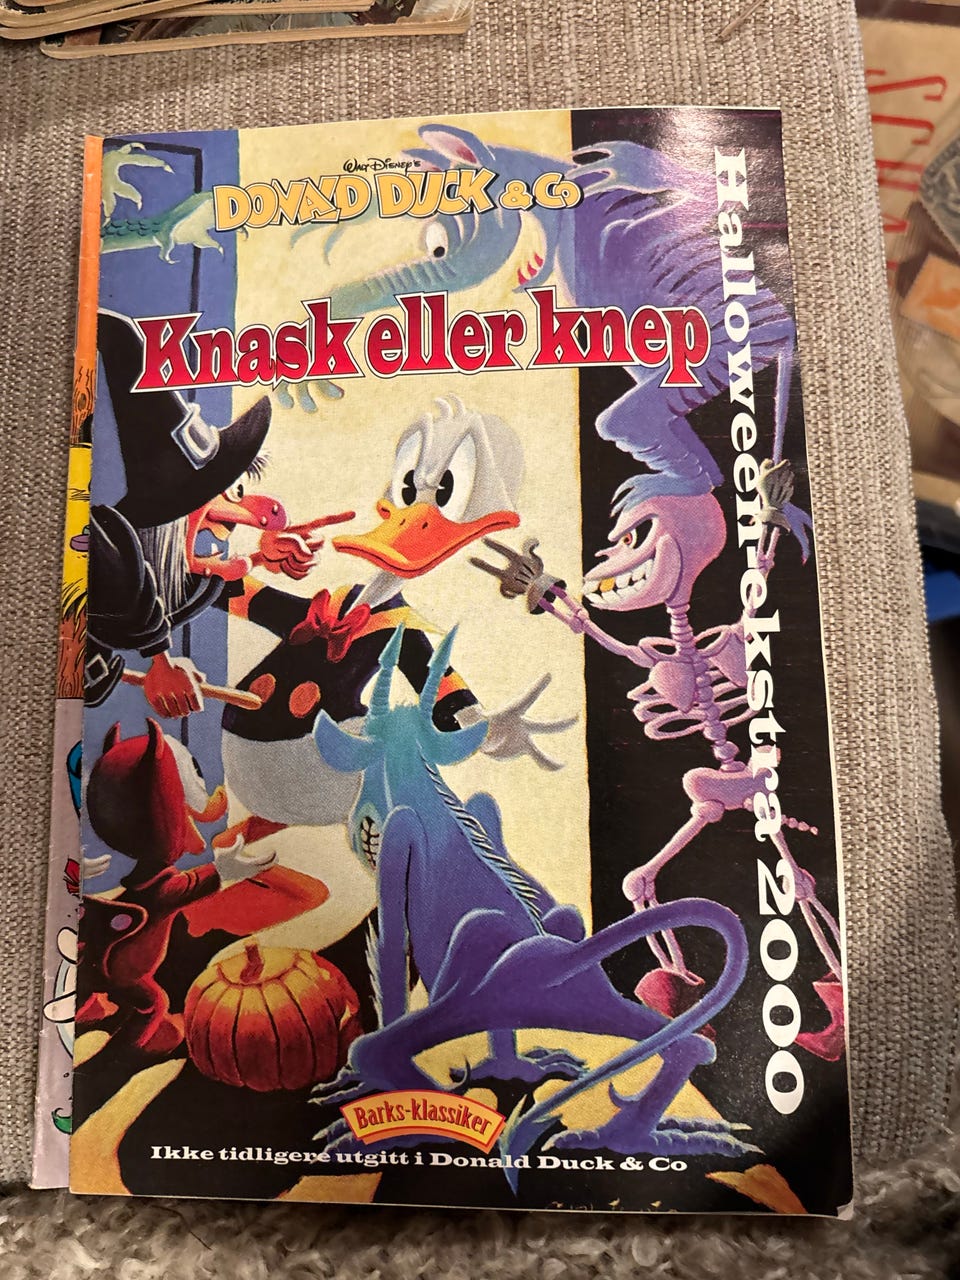 Walt Disney's
DONALD DUCK & Co
Knask eller knep
Halloween-ekstra 2000
Barks-klassiker
Ikke tidligere utgitt i Donald Duck & Co